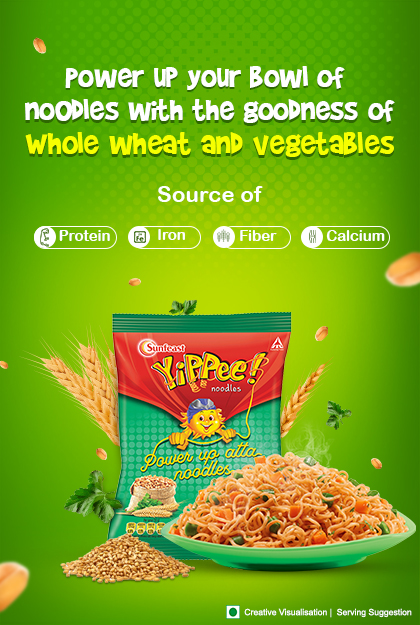 Power up your Bowl of
noodles with the goodness of
whole wheat and vegetables
Source of
Protein
Iron
Fiber
Calcium
Sunfeast
YiPPee!
noodles
Power up atta
noodles
Creative Visualisation | Serving Suggestion